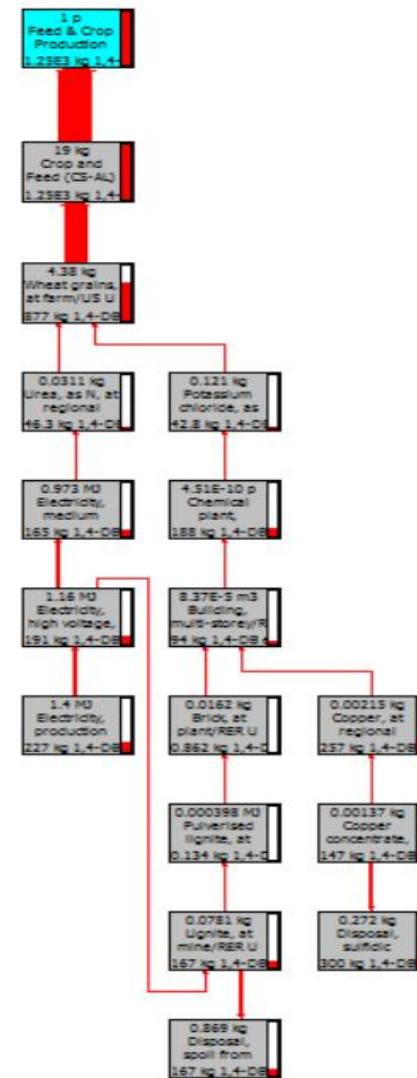 1 p
Feed & Crop
Production
1.25E3 kg 1,4-
19 kg
Crop and
Feed (CS-AL)
1.25E3 kg 1,4-
4.38 kg
Wheat grains,
at farm/US U
877 kg 1,4-DB
0.0311 kg
Urea, as N, at
regional
46.3 kg 1,4-DB
0.121 kg
Potassium
chloride, as
42.8 kg 1,4-DB
0.973 MJ
Electricity,
medium
165 kg 1,4-DB
4.51E-10 p
Chemical
plant,
188 kg 1,4-DB
1.16 MJ
Electricity,
high voltage,
191 kg 1,4-DB
8.37E-5 m3
Building,
multi-storey/R
94 kg 1,4-DB e
1.4 MJ
Electricity,
production
227 kg 1,4-DB
0.0162 kg
Brick, at
plant/RER U
0.862 kg 1,4-D
0.00215 kg
Copper, at
regional
257 kg 1,4-DB
0.000398 MJ
Pulverised
lignite, at
0.134 kg 1,4-D
0.00137 kg
Copper
concentrate,
147 kg 1,4-DB
0.0781 kg
Lignite, at
mine/RER U
167 kg 1,4-DB
0.272 kg
Disposal,
sulfidic
300 kg 1,4-DB
0.869 kg
Disposal,
spoil from
167 kg 1,4-DB